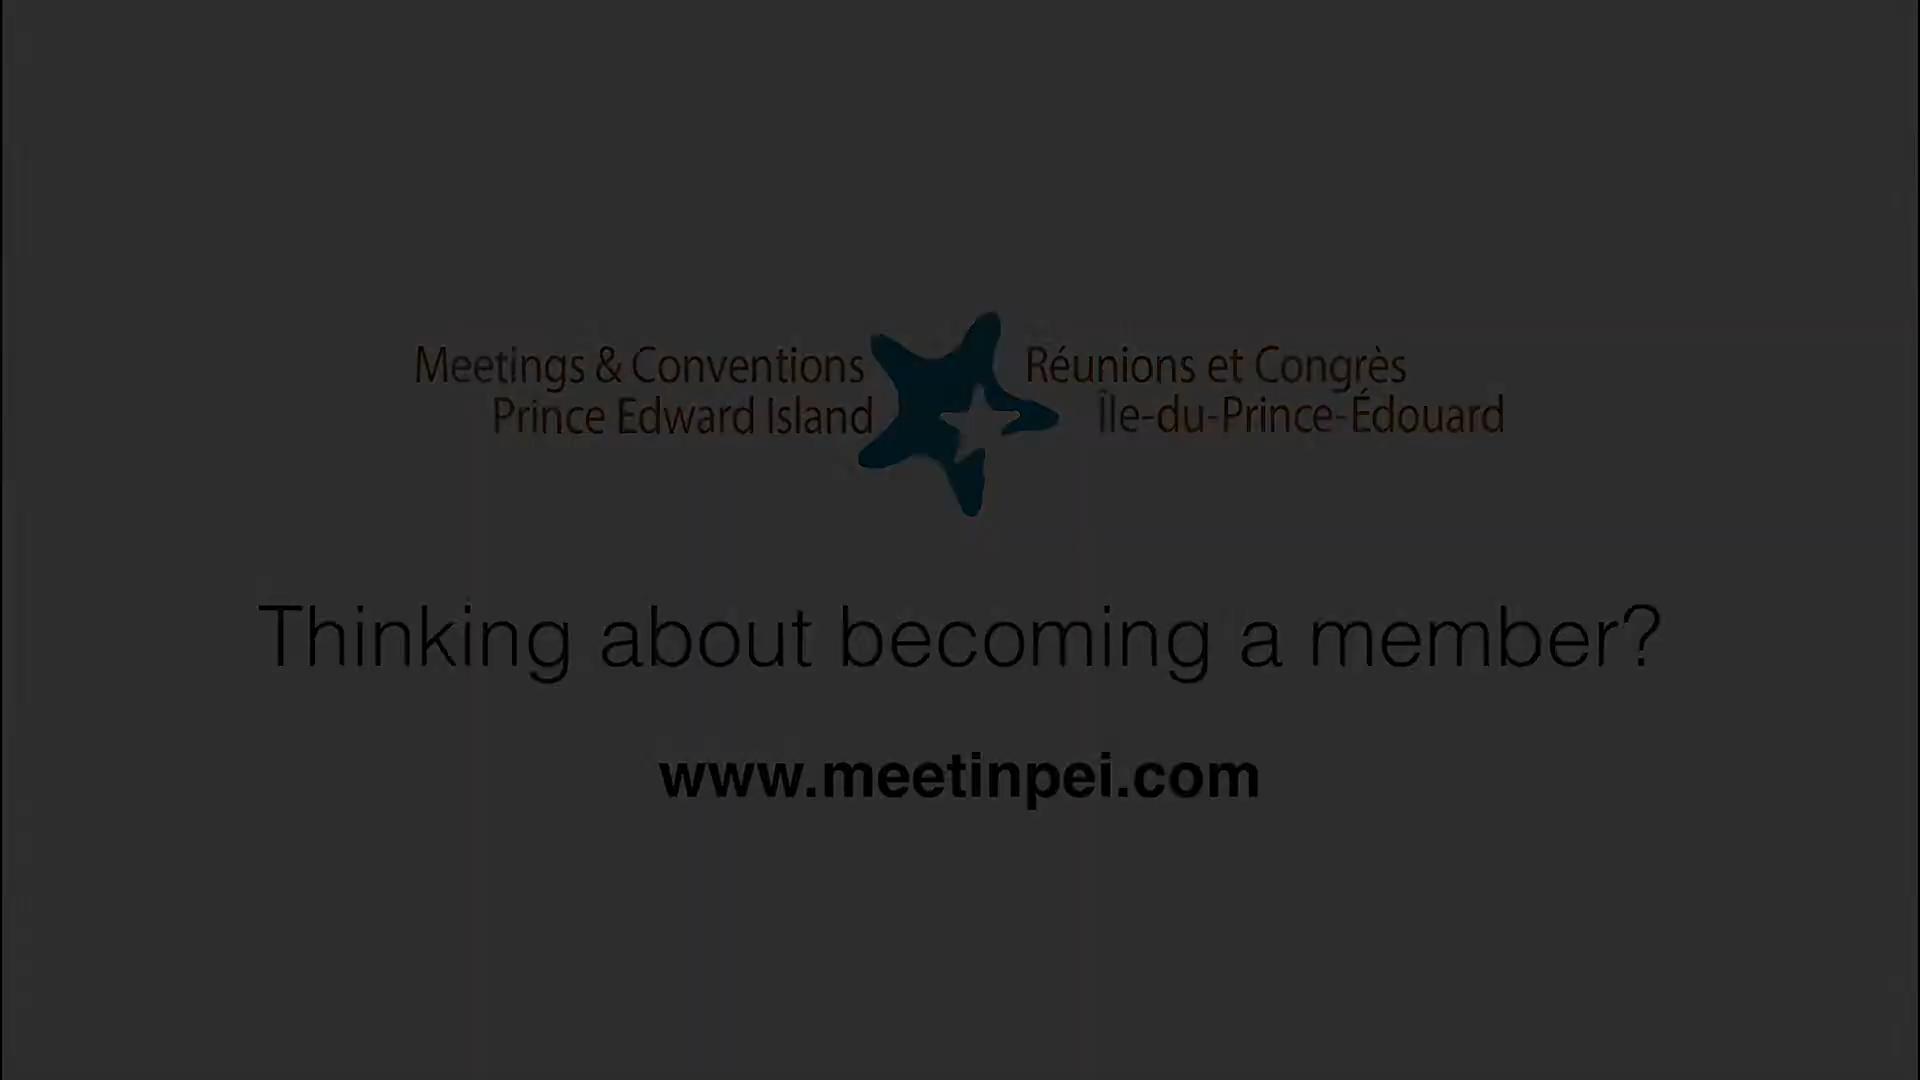 Meetings & Conventions
Prince Edward Island
Réunions et Congrès
Île-du-Prince-Édouard
Thinking about becoming a member?
www.meetinpei.com